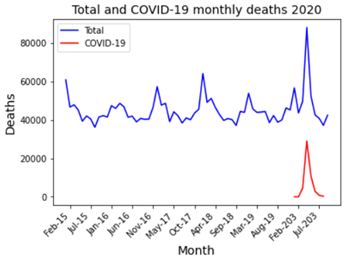 Total and COVID-19 monthly deaths 2020
Total
COVID-19
Deaths
80000
60000
40000
20000
0
Feb-15
Jul-15
Jan-16
Jun-16
Nov-16
May-17
Oct-17
Apr-18
Sep-18
Mar-19
Aug-19
Feb-203
Jul-203
Month